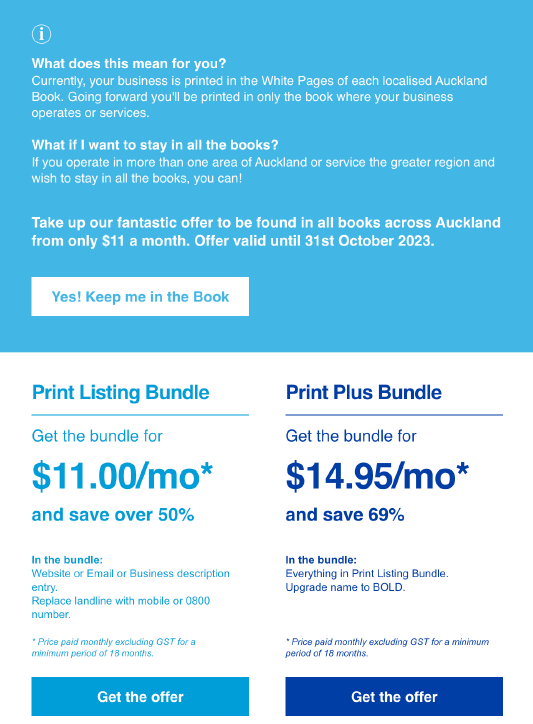 i
What does this mean for you?
Currently, your business is printed in the White Pages of each localised Auckland
Book. Going forward you'll be printed in only the book where your business
operates or services.
What if I want to stay in all the books?
If you operate in more than one area of Auckland or service the greater region and
wish to stay in all the books, you can!
Take up our fantastic offer to be found in all books across Auckland
from only $11 a month. Offer valid until 31st October 2023.
Yes! Keep me in the Book
Print Listing Bundle
Get the bundle for
$11.00/mo*
and save over 50%
In the bundle:
Website or Email or Business description
entry.
Replace landline with mobile or 0800
number.
* Price paid monthly excluding GST for a
minimum period of 18 months.
Get the offer
Print Plus Bundle
Get the bundle for
$14.95/mo*
and save 69%
In the bundle:
Everything in Print Listing Bundle.
Upgrade name to BOLD.
* Price paid monthly excluding GST for a minimum
period of 18 months.
Get the offer